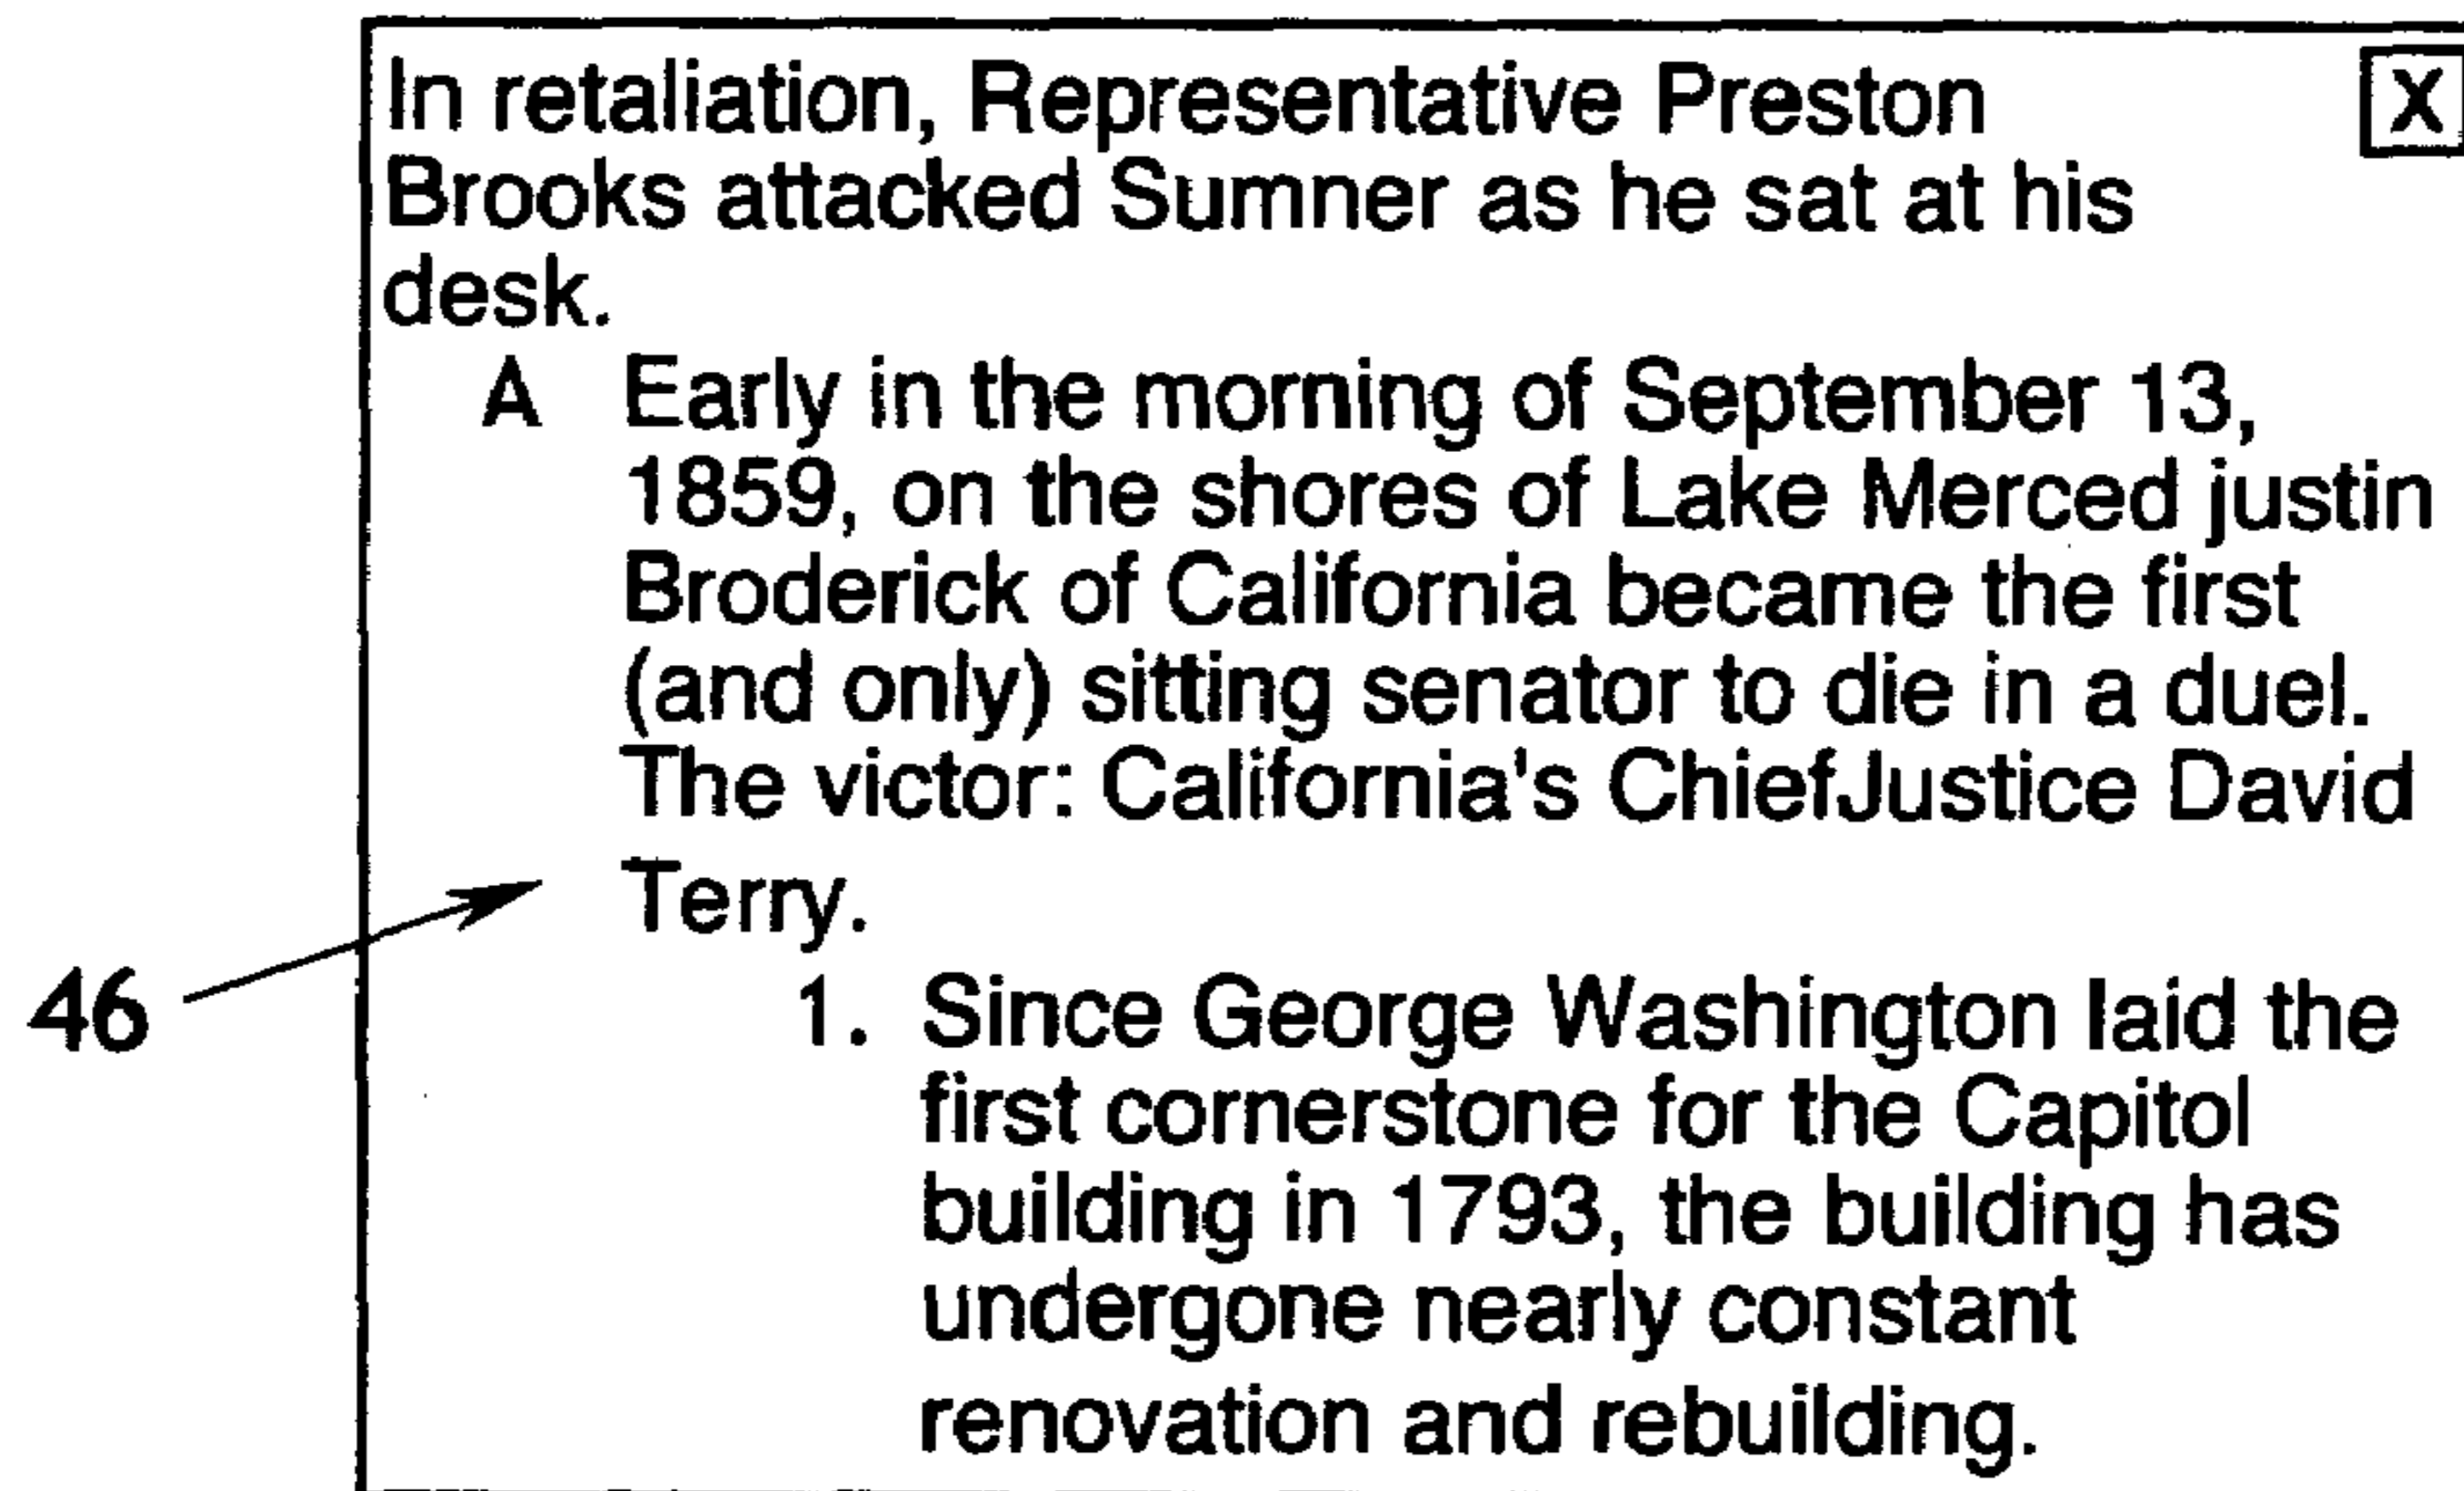 In retaliation, Representative Preston X
Brooks attacked Sumner as he sat at his
desk.
A Early in the morning of September 13,
1859, on the shores of Lake Merced justin
Broderick of California became the first
(and only) sitting senator to die in a duel.
The victor: California's ChiefJustice David
Terry.
46
1. Since George Washington laid the
first cornerstone for the Capitol
building in 1793, the building has
undergone nearly constant
renovation and rebuilding.